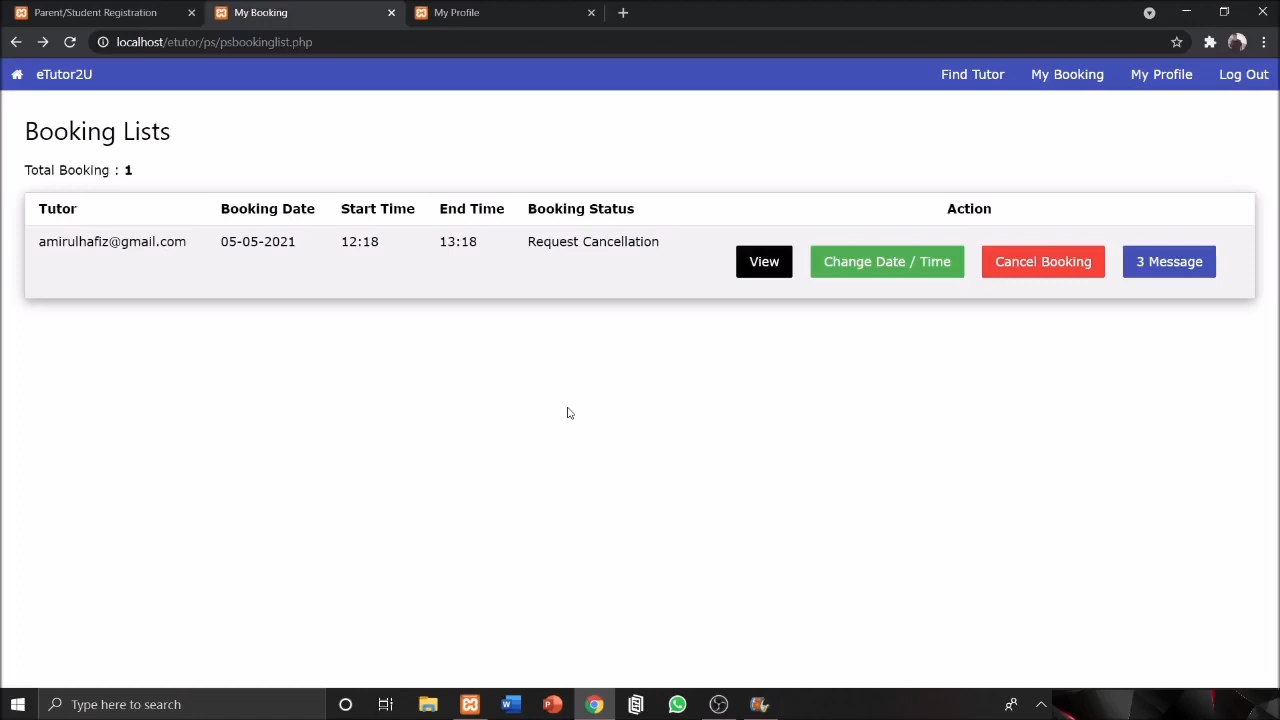 Parent/Student Registration
My Booking
My Profile
localhost/etutor/ps/psbookinglist.php
eTutor2U
Find Tutor
My Booking
My Profile
Log Out
Booking Lists
Total Booking : 1
Tutor Booking Date Start Time End Time Booking Status Action
amirulhafiz@gmail.com 05-05-2021 12:18 13:18 Request Cancellation
View Change Date / Time Cancel Booking 3 Message
Type here to search